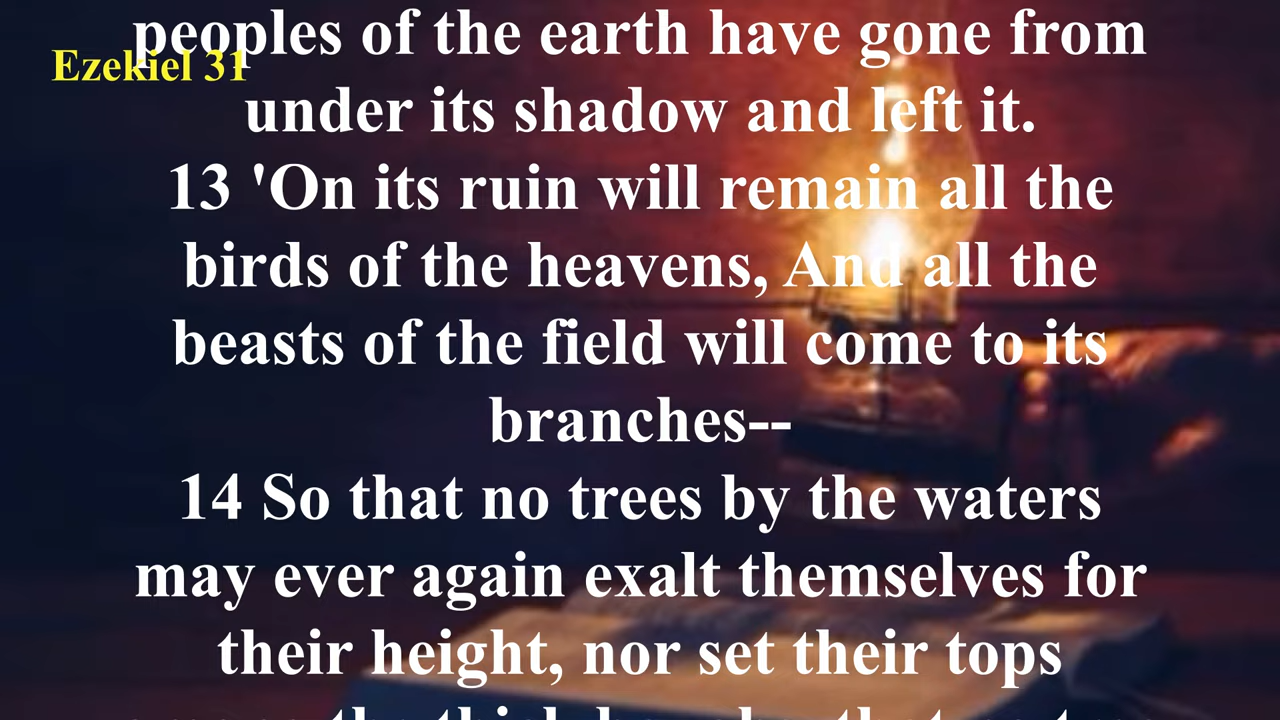 peoples of the earth have gone from
Ezekiel 31
under its shadow and left it.
13 'On its ruin will remain all the
birds of the heavens, And all the
beasts of the field will come to its
branches--
14 So that no trees by the waters
may ever again exalt themselves for
their height, nor set their tops